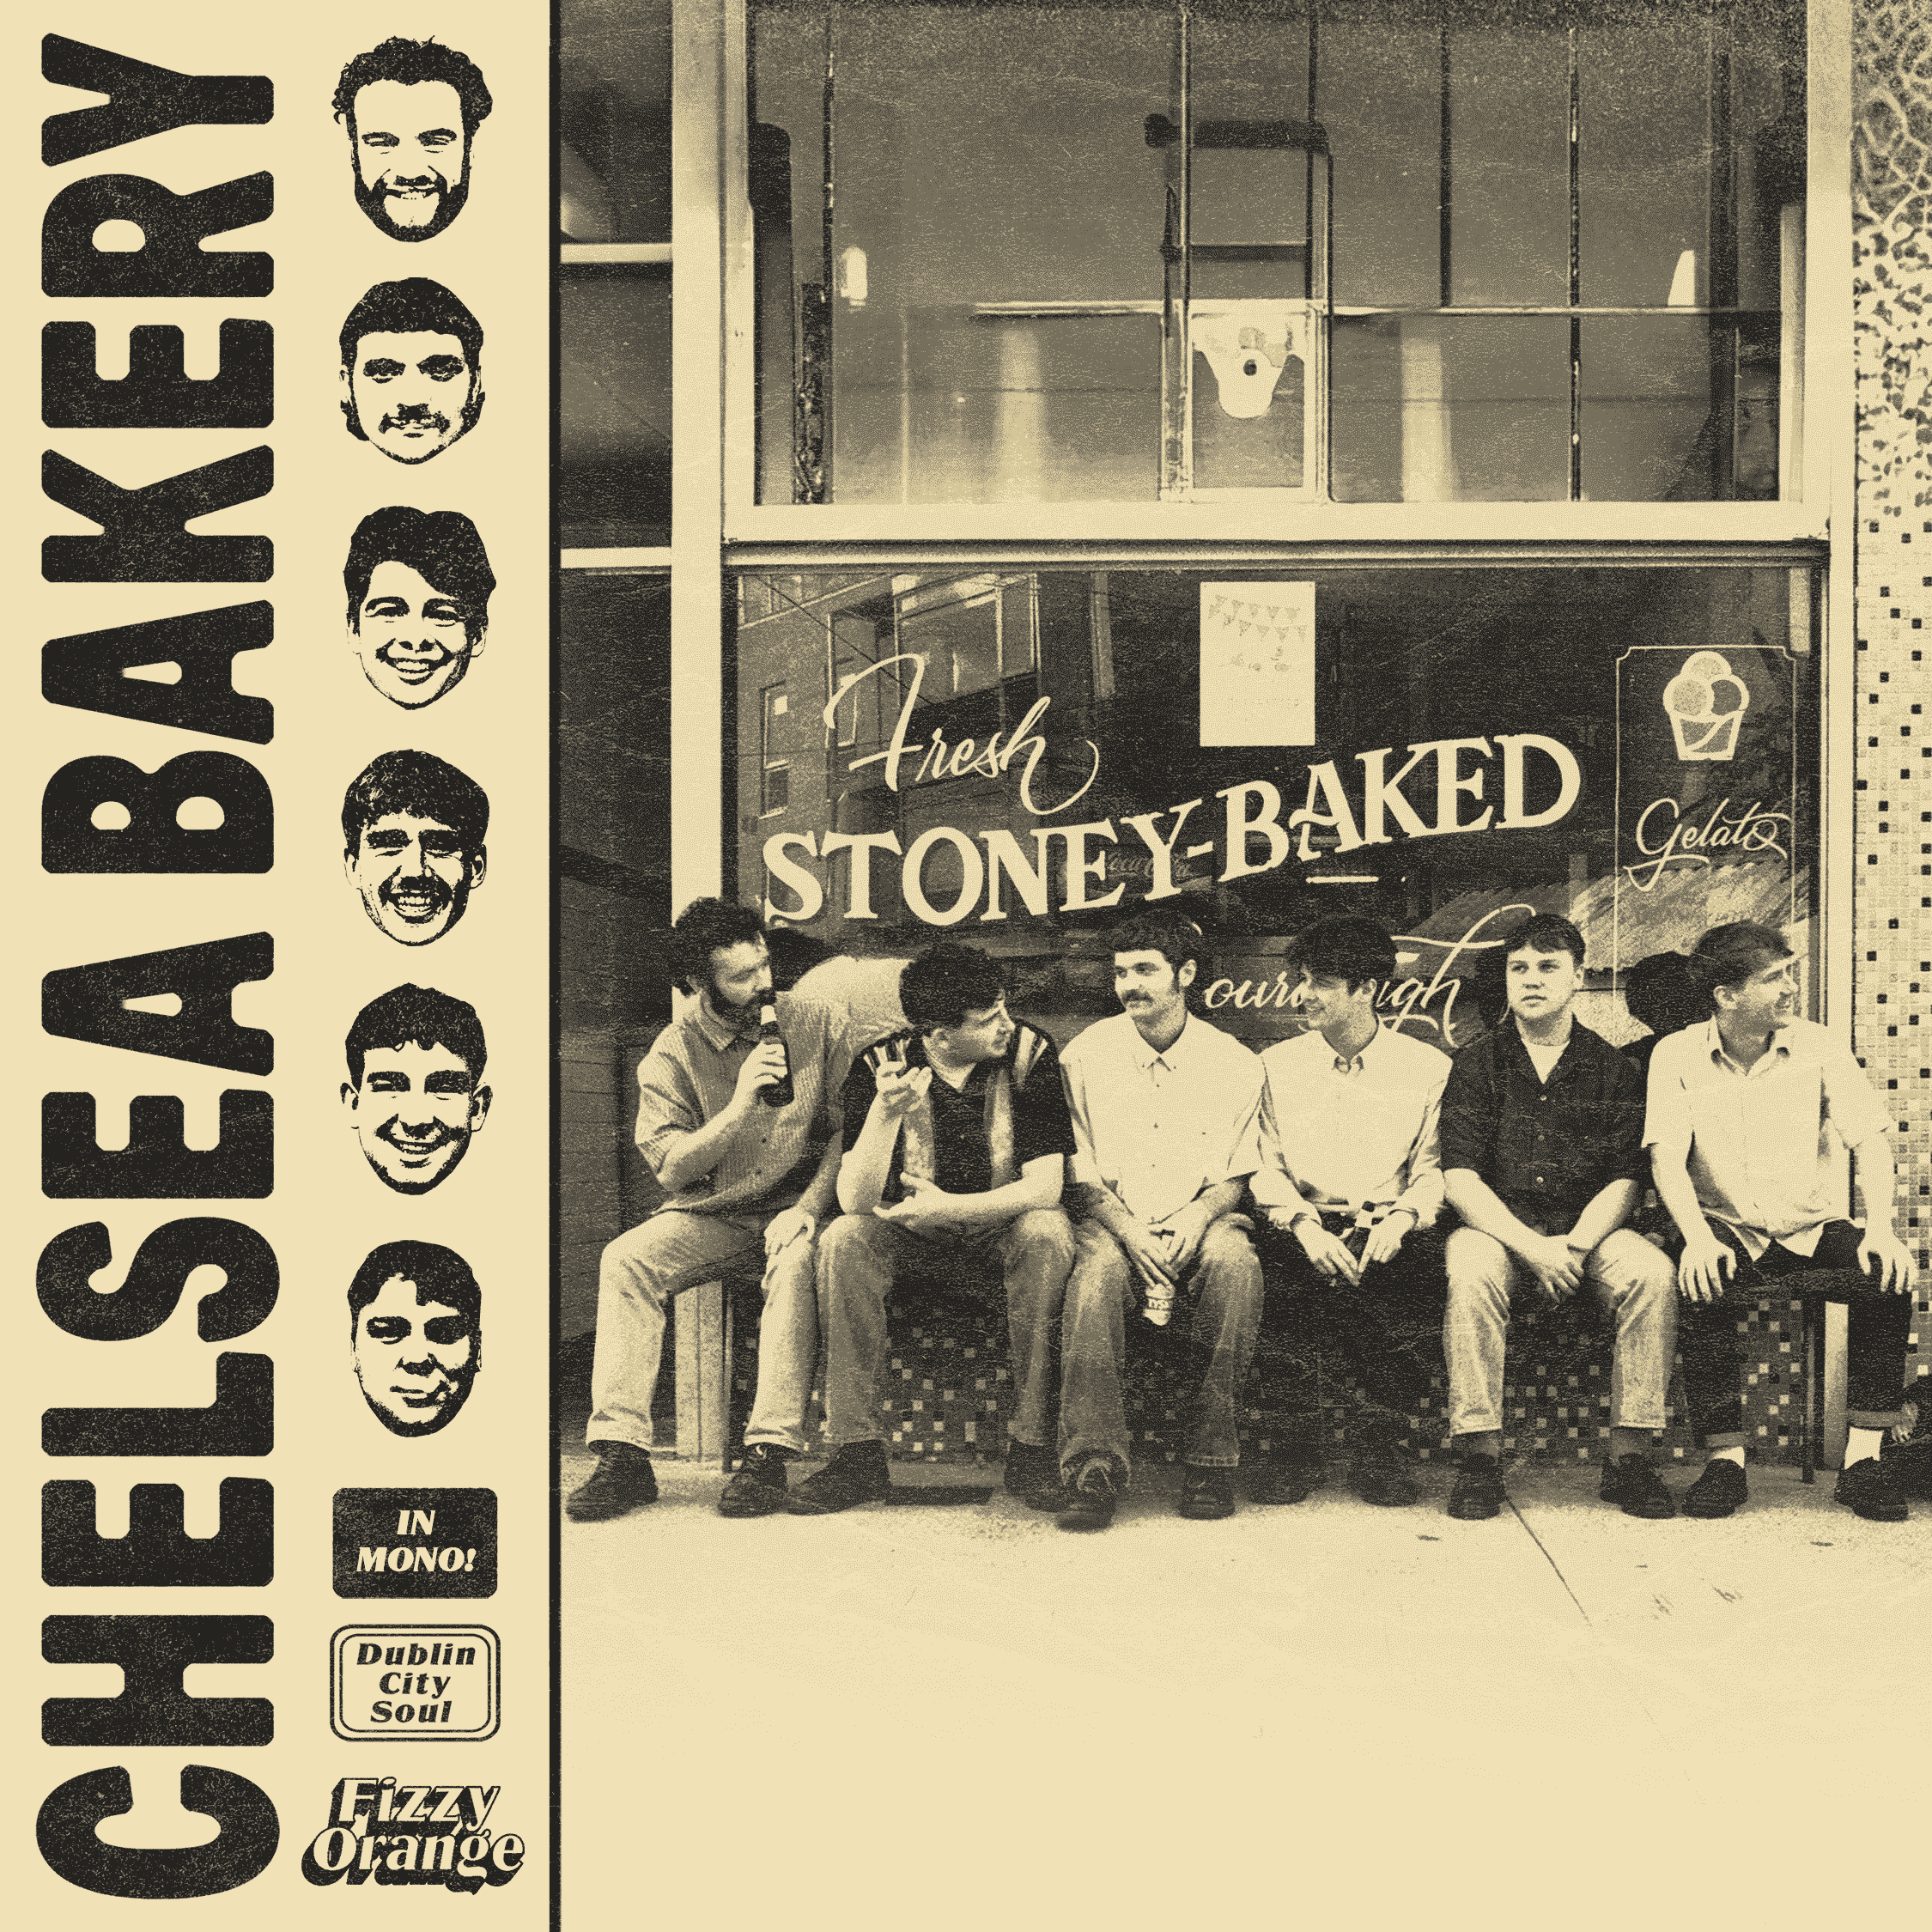 CHELSEA BAKERY
IN
MONO!
Dublin
City
Soul
Fizzy
Orange
Fresh
STONEY-BAKED
Gelato